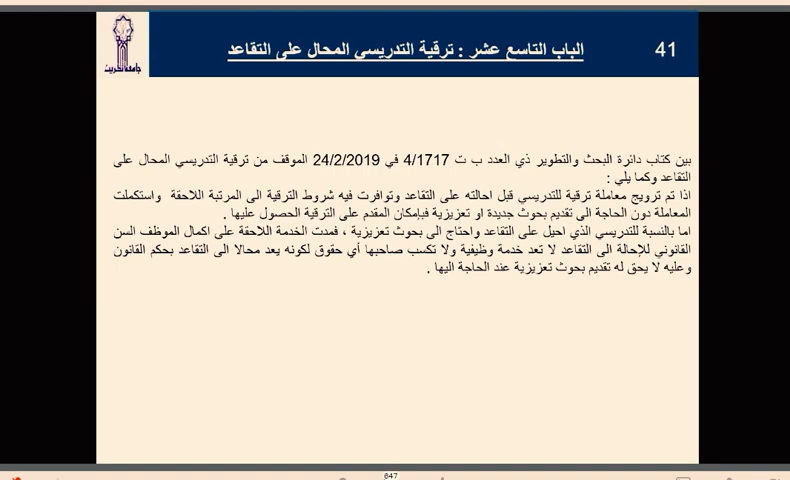 41
الباب التاسع عشر : ترقية التدريسي المحال على التقاعد
جامعة تكريت
بين كتاب دائرة البحث والتطوير ذي العدد ب ت 4/1717 في 24/2/2019 الموقف من ترقية التدريسي المحال على
التقاعد وكما يلي :
اذا تم ترويج معاملة ترقية للتدريسي قبل احالته على التقاعد وتوافرت فيه شروط الترقية الى المرتبة اللاحقة واستكملت
المعاملة دون الحاجة الى تقديم بحوث جديدة او تعزيزية فبإمكان المقدم على الترقية الحصول عليها .
اما بالنسبة للتدريسي الذي احيل على التقاعد واحتاج الى بحوث تعزيزية ، فمدت الخدمة اللاحقة على اكمال الموظف السن
القانوني للإحالة الى التقاعد لا تعد خدمة وظيفية ولا تكسب صاحبها أي حقوق لكونه يعد محالا الى التقاعد بحكم القانون
وعليه لا يحق له تقديم بحوث تعزيزية عند الحاجة اليها .
647